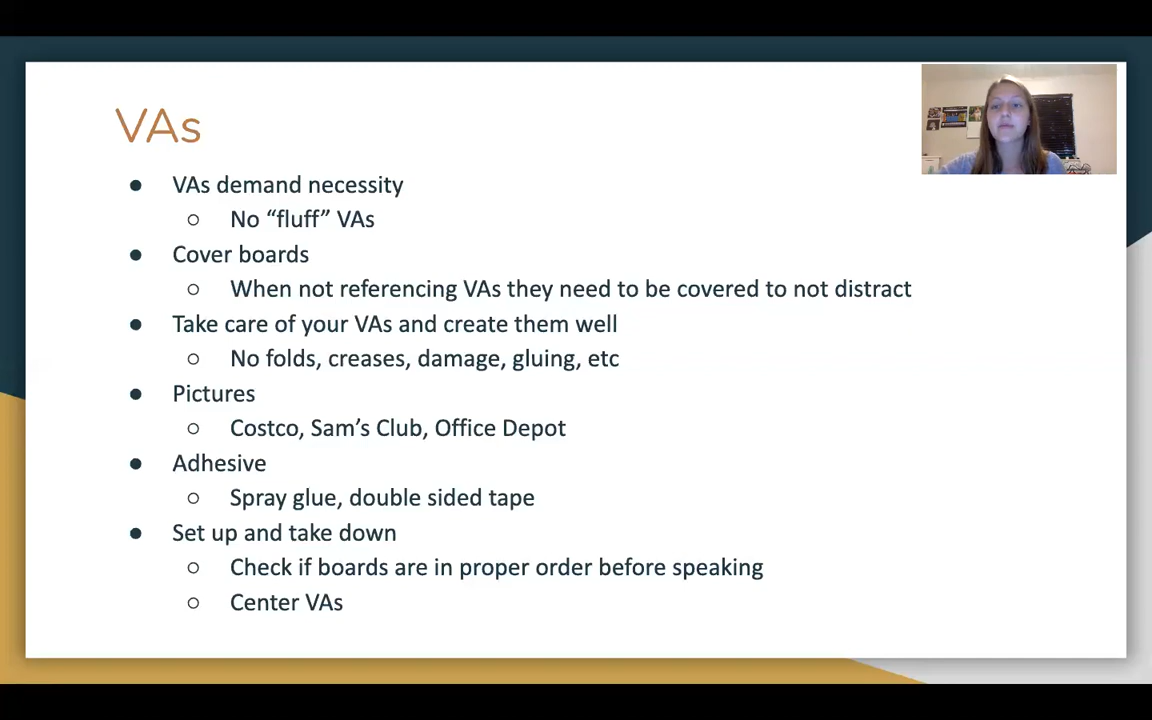 VAs
● VAs demand necessity
○ No “fluff” VAs
● Cover boards
○ When not referencing VAs they need to be covered to not distract
● Take care of your VAs and create them well
○ No folds, creases, damage, gluing, etc
● Pictures
○ Costco, Sam’s Club, Office Depot
● Adhesive
○ Spray glue, double sided tape
● Set up and take down
○ Check if boards are in proper order before speaking
○ Center VAs